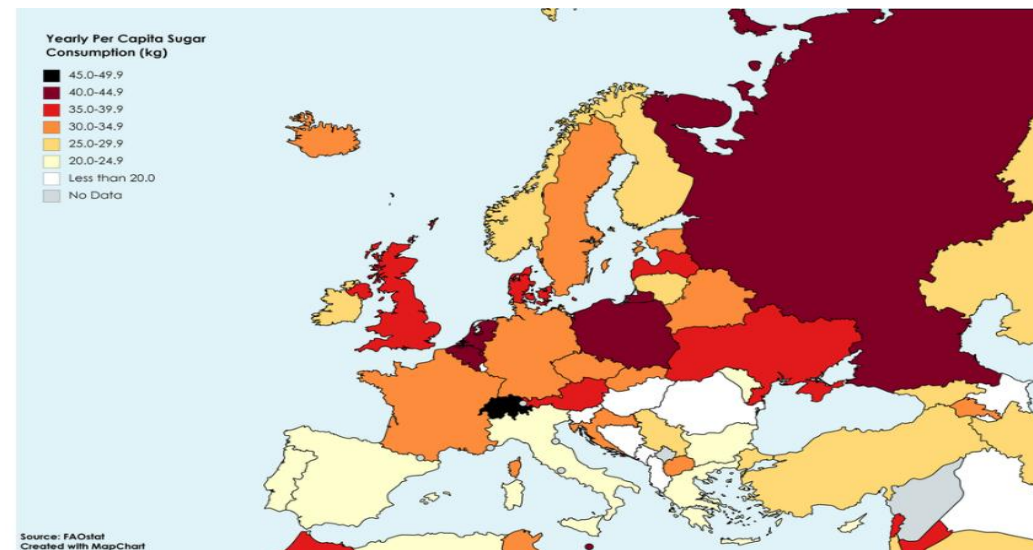 Yearly Per Capita Sugar
Consumption (kg)
45.0-49.9
40.0-44.9
35.0-39.9
30.0-34.9
25.0-29.9
20.0-24.9
Less than 20.0
No Data
Source: FAOstat
Created with MapChart